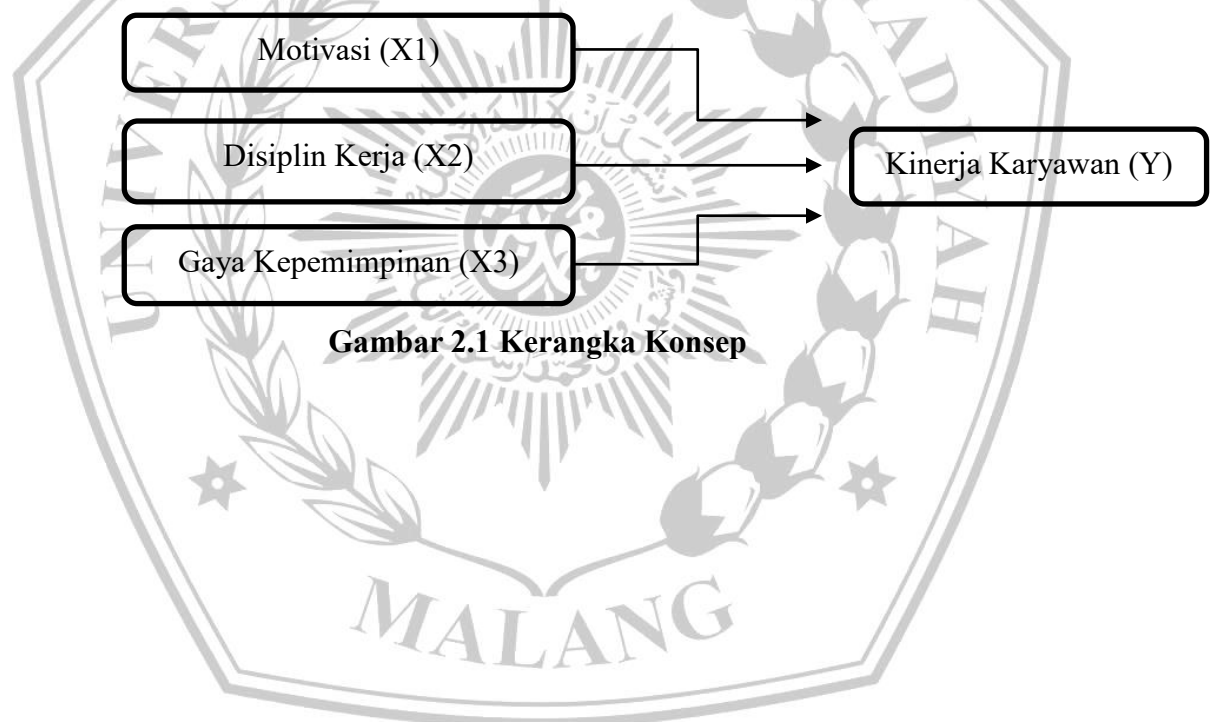 Motivasi (X1)
Disiplin Kerja (X2)
Kinerja Karyawan (Y)
Gaya Kepemimpinan (X3)
Gambar 2.1 Kerangka Konsep
MALANG